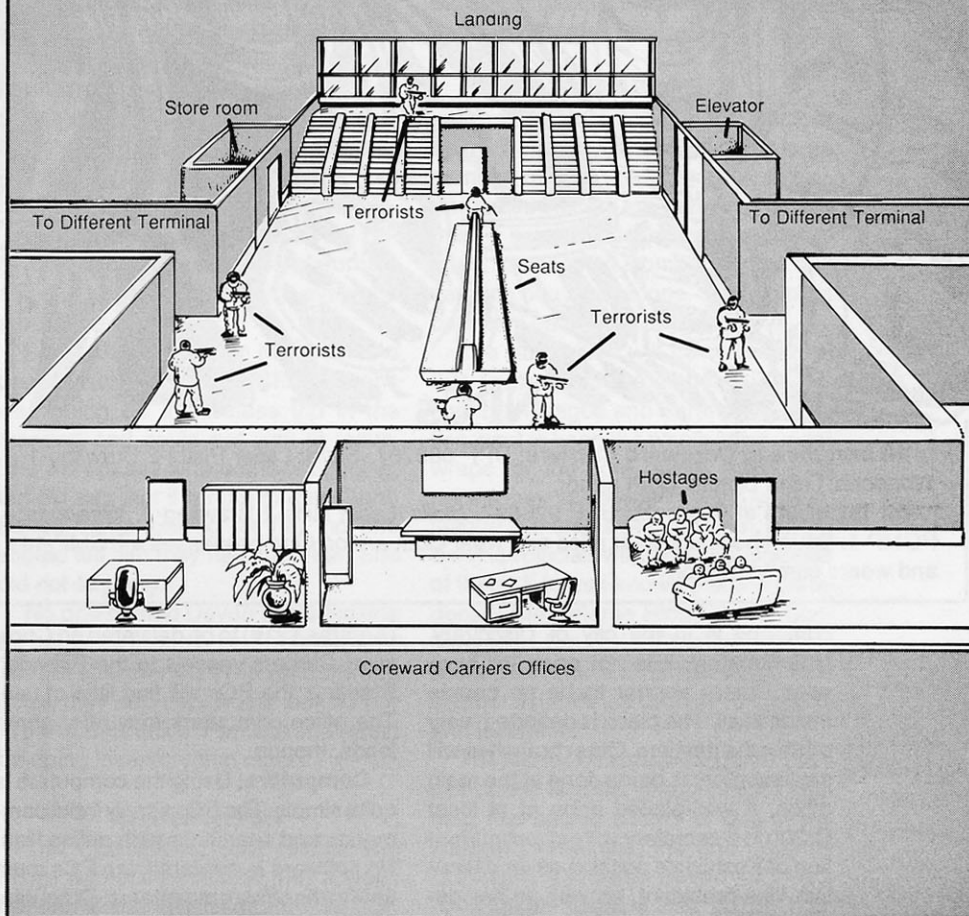 Landing
Store room
Elevator
Terrorists
To Different Terminal
To Different Terminal
Seats
Terrorists
Terrorists
Hostages
Coreward Carriers Offices